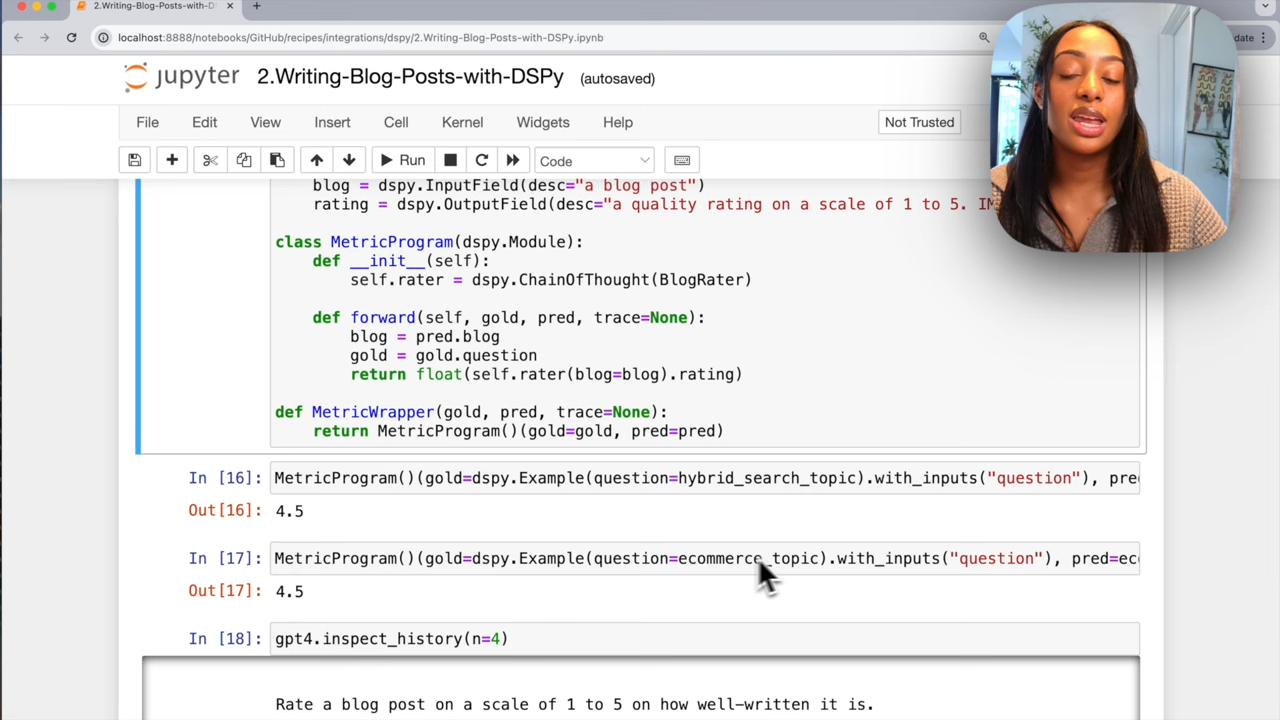 2.Writing-Blog-Posts-with-D
localhost:8888/notebooks/GitHub/recipes/integrations/dspy/2.Writing-Blog-Posts-with-DSPy.ipynb
date
jupyter 2.Writing-Blog-Posts-with-DSPy (autosaved)
File Edit View Insert Cell Kernel Widgets Help Not Trusted
Run Code
blog = dspy.InputField(desc="a blog post")
rating = dspy.OutputField(desc="a quality rating on a scale of 1 to 5. IM
class MetricProgram(dspy.Module):
def __init__(self):
self.rater = dspy.ChainOfThought(BlogRater)
def forward(self, gold, pred, trace=None):
blog = pred.blog
gold = gold.question
return float(self.rater(blog=blog).rating)
def MetricWrapper(gold, pred, trace=None):
return MetricProgram()(gold=gold, pred=pred)
In [16]: MetricProgram()(gold=dspy.Example(question=hybrid_search_topic).with_inputs("question"), pre
Out[16]: 4.5
In [17]: MetricProgram()(gold=dspy.Example(question=ecommerce_topic).with_inputs("question"), pred=ec
Out[17]: 4.5
In [18]: gpt4.inspect_history(n=4)
Rate a blog post on a scale of 1 to 5 on how well-written it is.